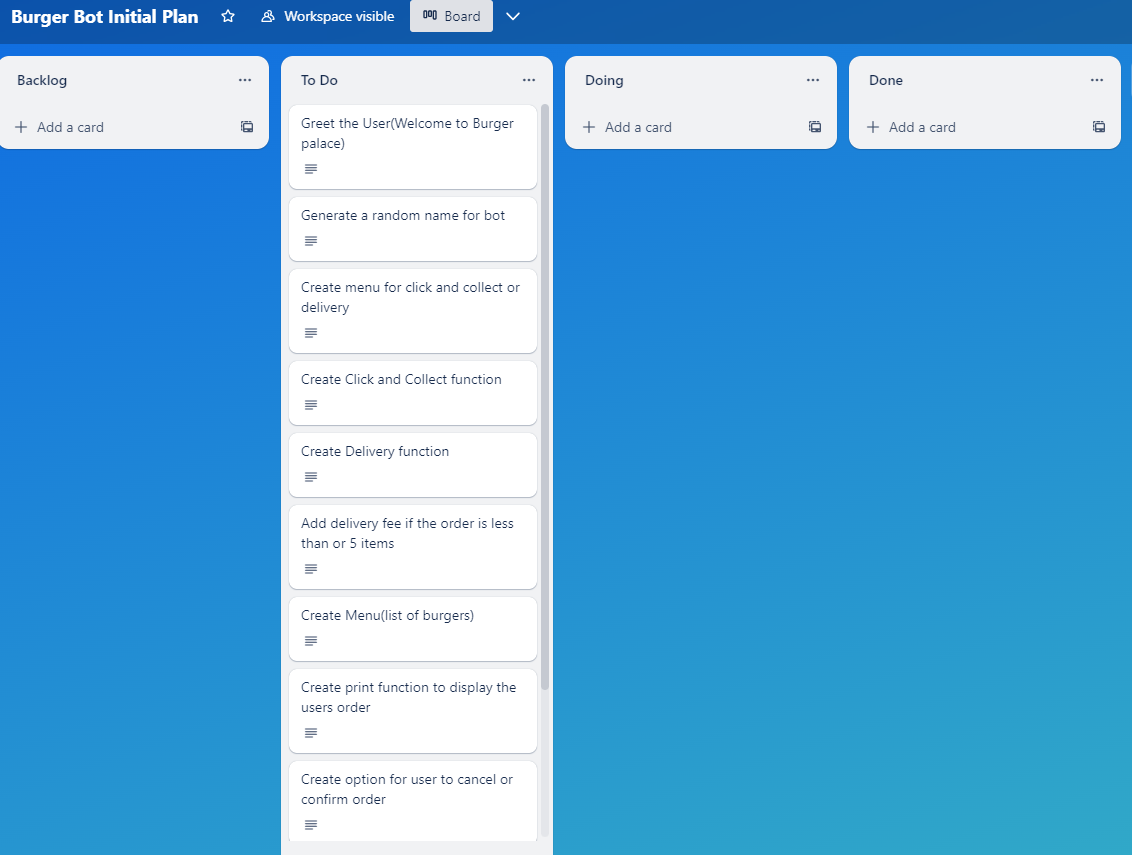 Burger Bot Initial Plan
Workspace visible
Board
Backlog
Add a card
To Do
Greet the User(Welcome to Burger
palace)
Generate a random name for bot
Create menu for click and collect or
delivery
Create Click and Collect function
Create Delivery function
Add delivery fee if the order is less
than or 5 items
Create Menu(list of burgers)
Create print function to display the
users order
Create option for user to cancel or
confirm order
Doing
Add a card
Done
Add a card